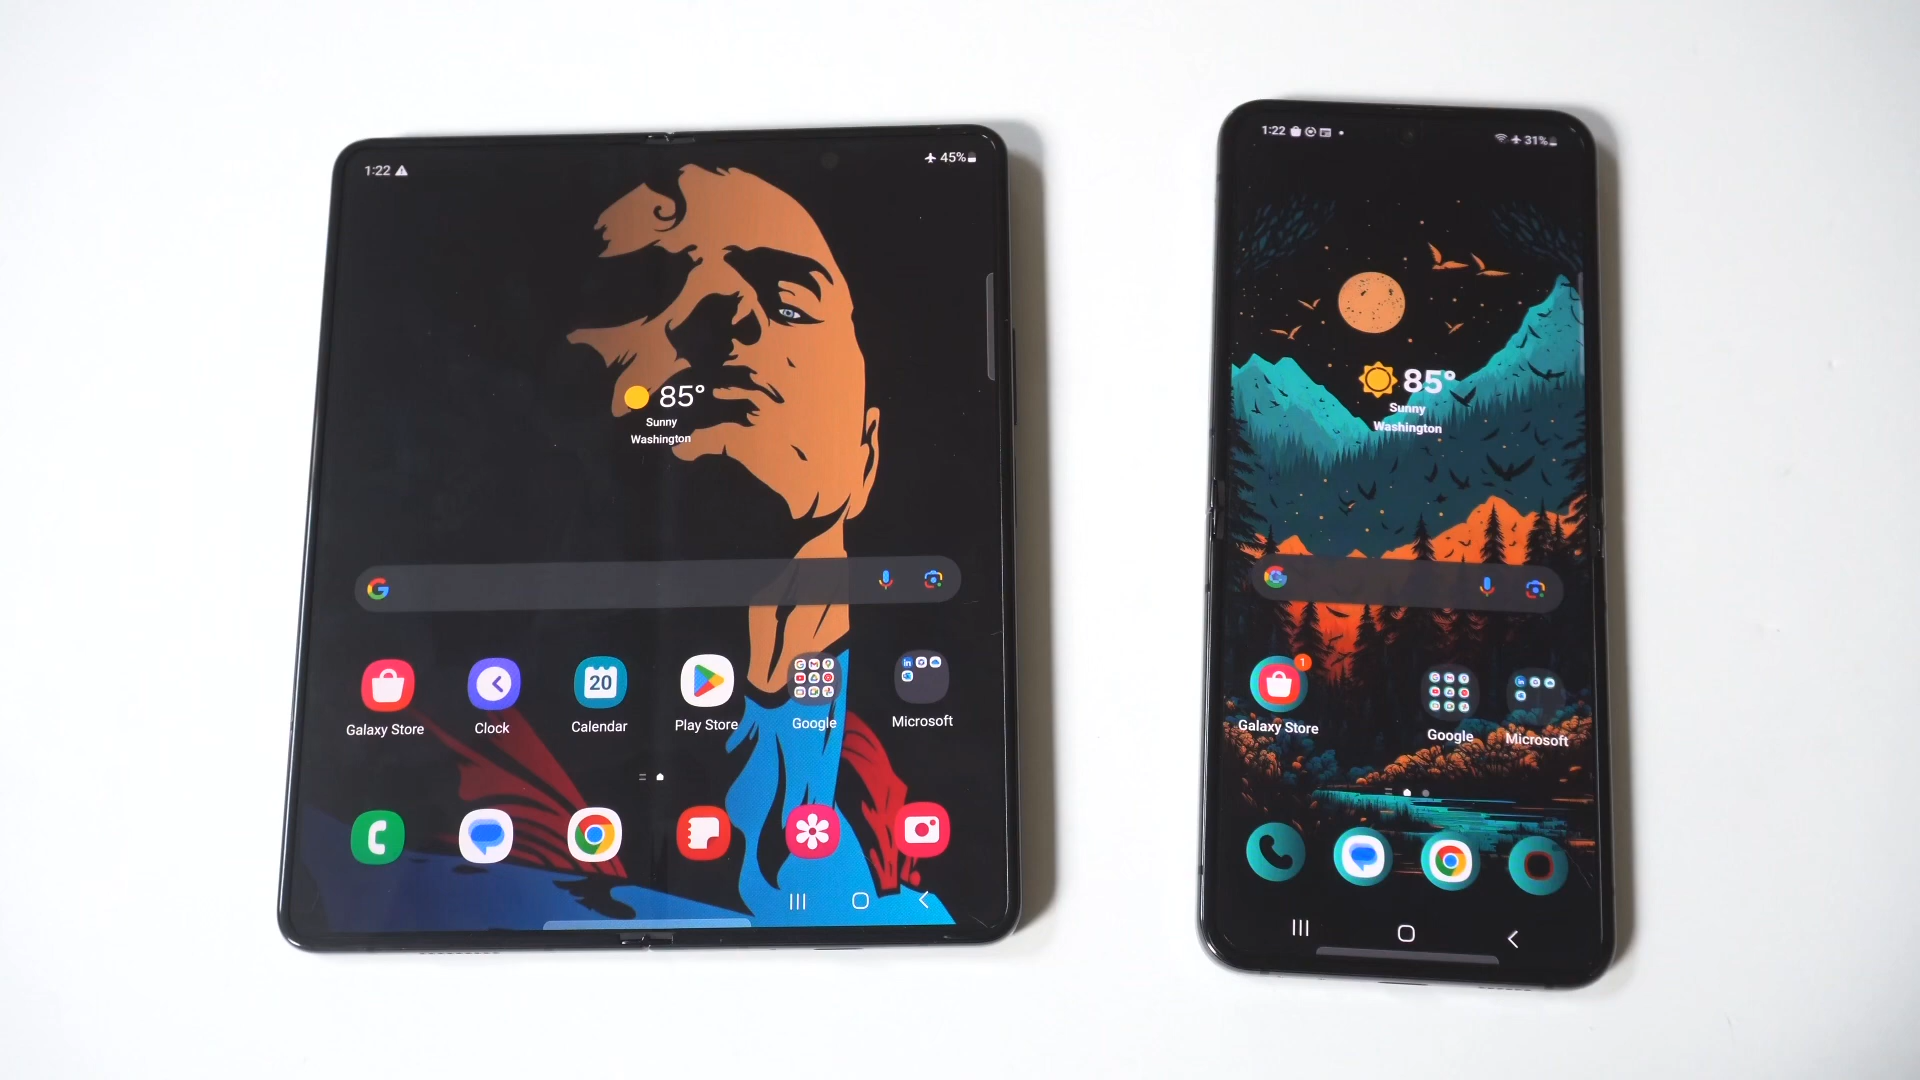 1:22
45%
85°
Sunny
Washington
20
Galaxy Store
Clock
Calendar
Play Store
Google
Microsoft
1:22
31%
85°
Sunny
Washington
1
Galaxy Store
Google
Microsoft